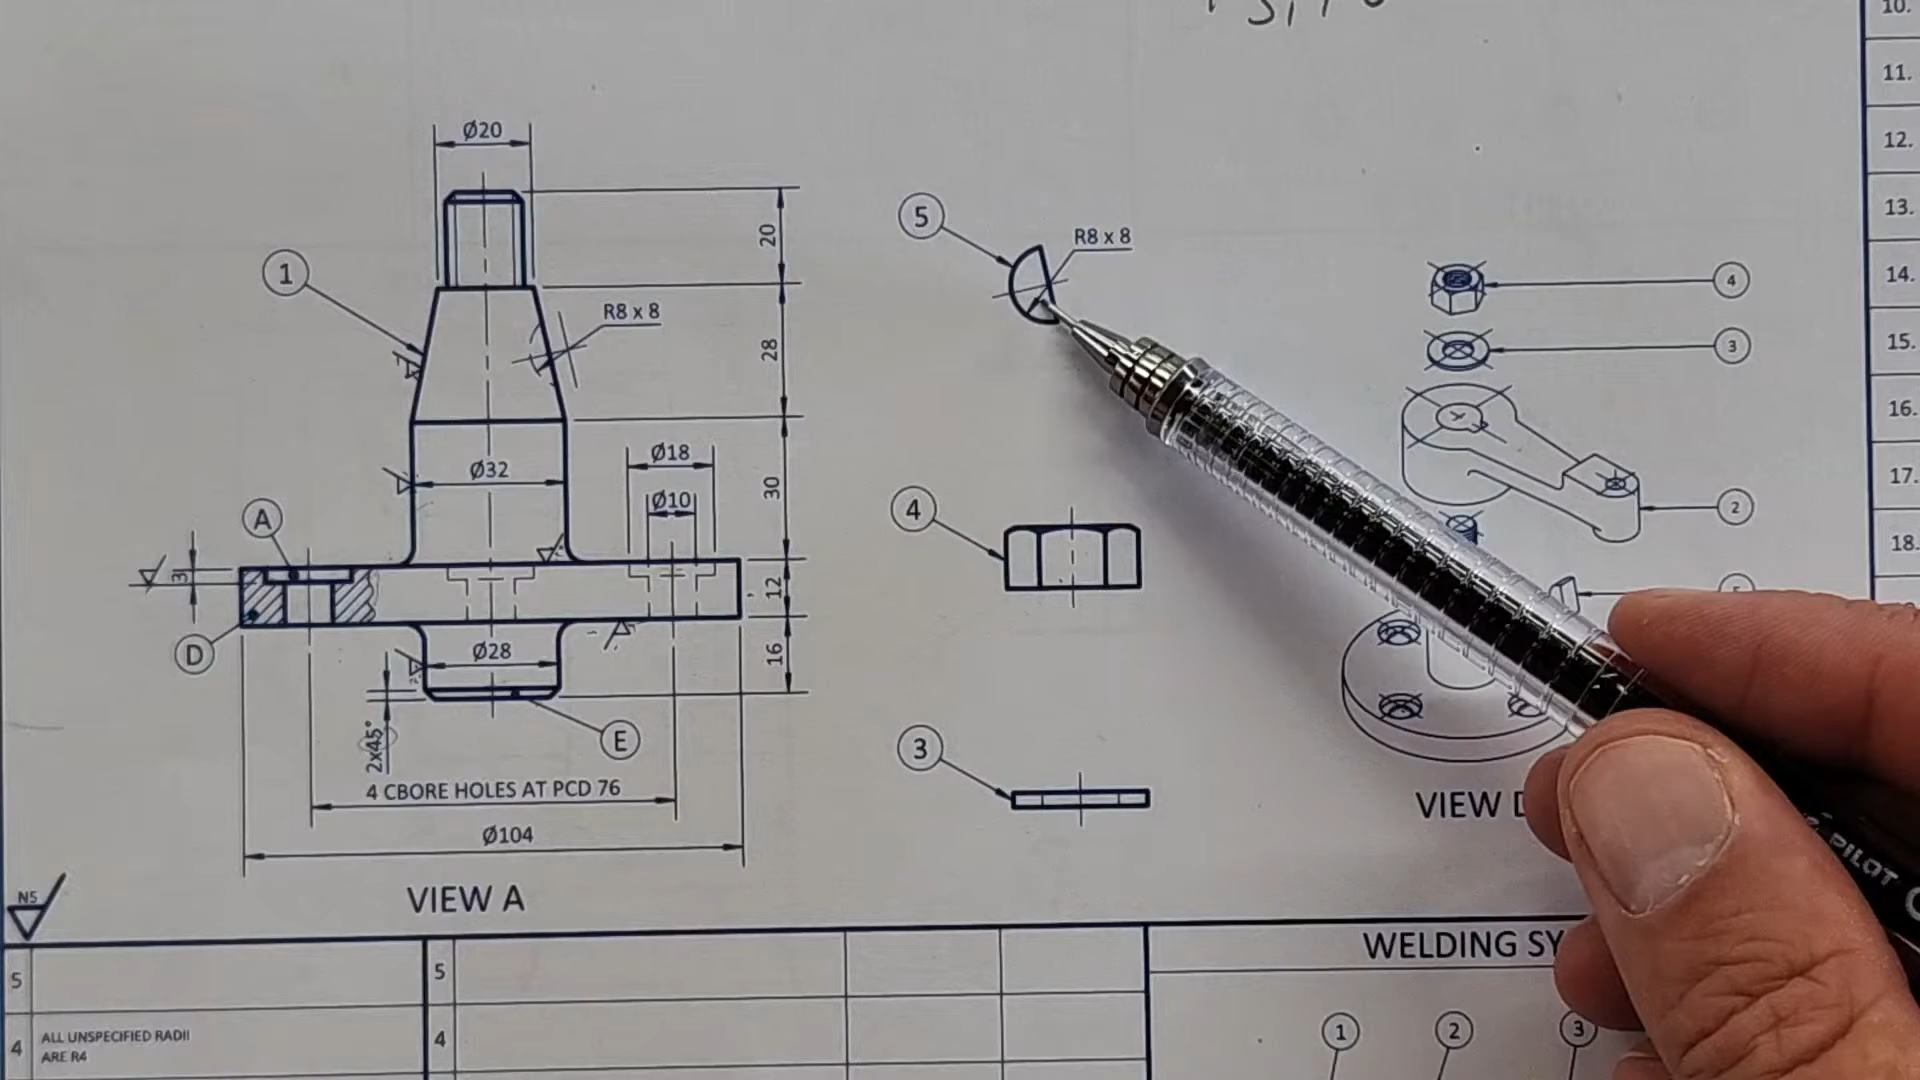 10.
11.
12.
13.
14.
15.
16.
17.
18.
Ø20
20
5
R8 x 8
1
R8 x 8
28
4
3
Ø18
Ø32
30
Ø10
4
A
2
3
12
D
Ø28
16
E
3
2x45°
4 CBORE HOLES AT PCD 76
VIEW D
Ø104
PILOT
VIEW A
N5
WELDING SY
5
5
4
ALL UNSPECIFIED RADII
ARE R4
4
1
2
3